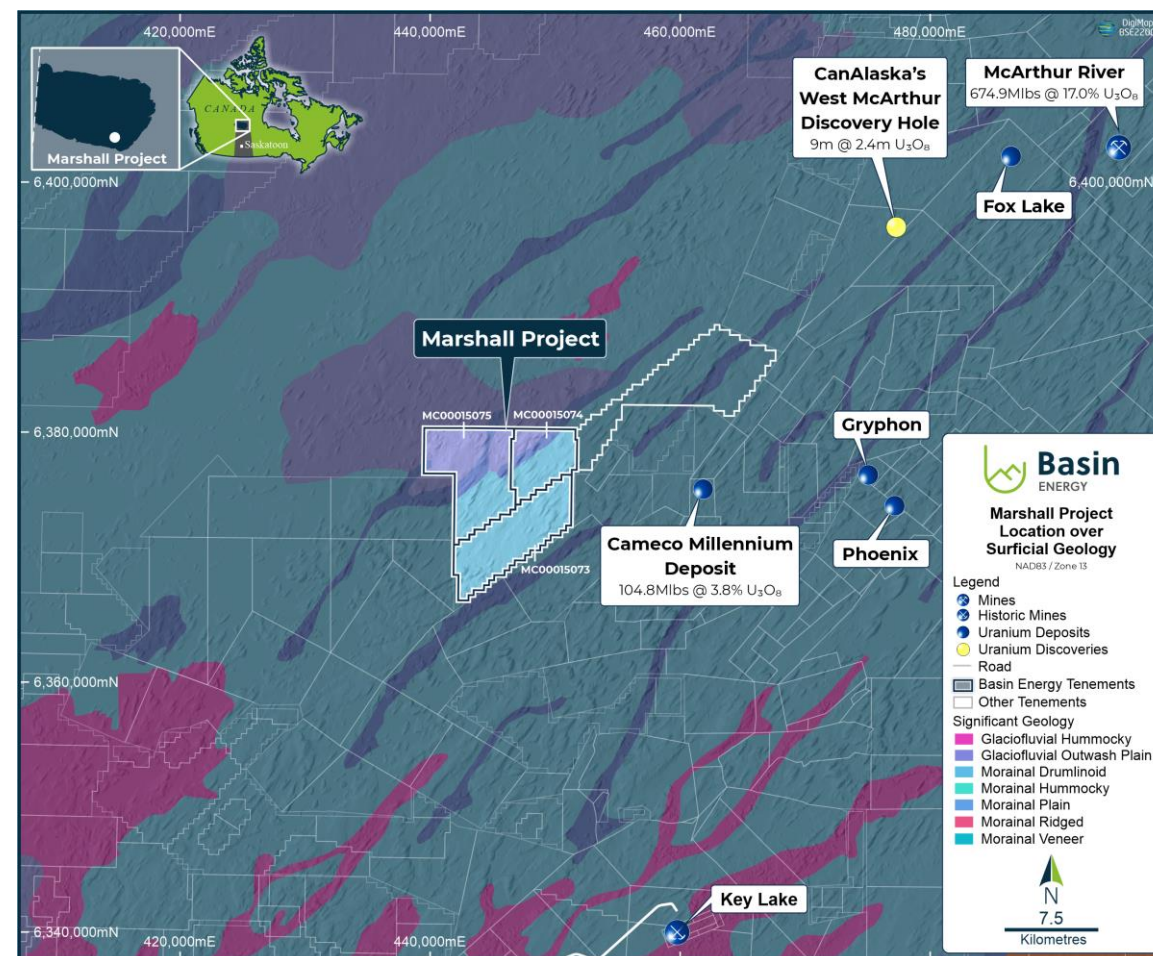 420,000mE
440,000mE
460,000mE
480,000mE
DigiMap
BSE2200
CANADA
Saskatoon
Marshall Project
CanAlaska's
West McArthur
Discovery Hole
9m @ 2.4m U₃O₈
McArthur River
674.9Mlbs @ 17.0% U₃O₈
6,400,000mN
6,400,000mN
Fox Lake
Marshall Project
MC00015075
MC00015074
6,380,000mN
Gryphon
Cameco Millennium
Deposit
104.8Mlbs @ 3.8% U₃O₈
Phoenix
MC00015073
6,360,000mN
Key Lake
6,340,000mN
420,000mE
440,000mE
Basin
ENERGY
Marshall Project
Location over
Surficial Geology
NAD83 / Zone 13
Legend
Mines
Historic Mines
Uranium Deposits
Uranium Discoveries
Road
Basin Energy Tenements
Other Tenements
Significant Geology
Glaciofluvial Hummocky
Glaciofluvial Outwash Plain
Morainal Drumlinoid
Morainal Hummocky
Morainal Plain
Morainal Ridged
Morainal Veneer
N
7.5
Kilometres